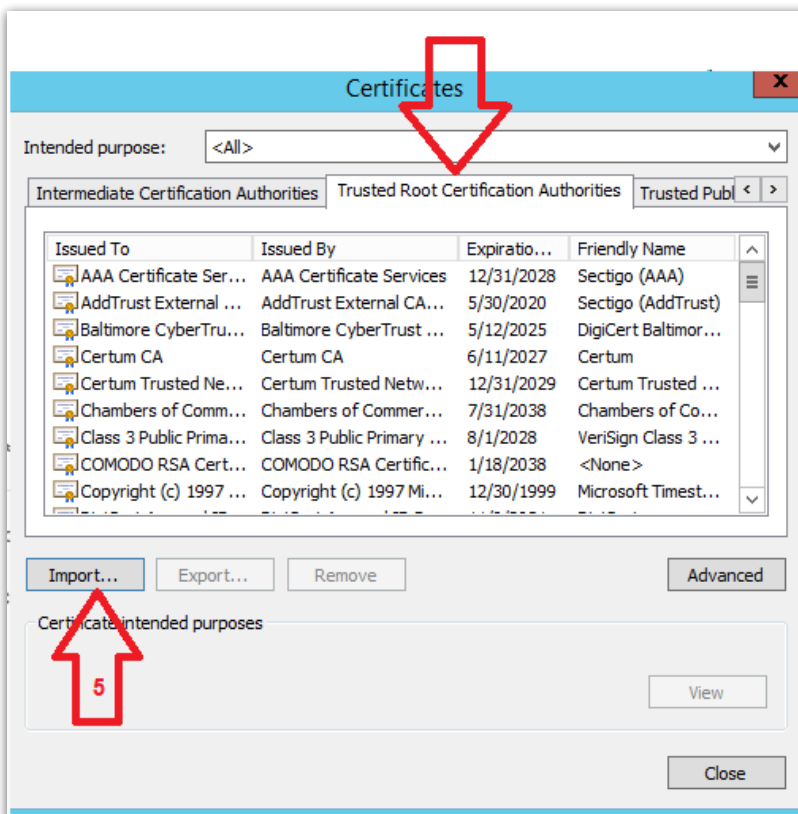 Certificates
x
Intended purpose: <All>
Intermediate Certification Authorities Trusted Root Certification Authorities Trusted Publ < >
Issued To Issued By Expiratio... Friendly Name
AAA Certificate Ser... AAA Certificate Services 12/31/2028 Sectigo (AAA)
AddTrust External ... AddTrust External CA... 5/30/2020 Sectigo (AddTrust)
Baltimore CyberTru... Baltimore CyberTrust ... 5/12/2025 DigiCert Baltimor...
Certum CA Certum CA 6/11/2027 Certum
Certum Trusted Ne... Certum Trusted Netw... 12/31/2029 Certum Trusted ...
Chambers of Comm... Chambers of Commer... 7/31/2038 Chambers of Co...
Class 3 Public Prima... Class 3 Public Primary ... 8/1/2028 VeriSign Class 3 ...
COMODO RSA Cert... COMODO RSA Certific... 1/18/2038 <None>
Copyright (c) 1997 ... Copyright (c) 1997 Mi... 12/30/1999 Microsoft Timest...
Import... Export... Remove Advanced
Certificate intended purposes
5
View
Close